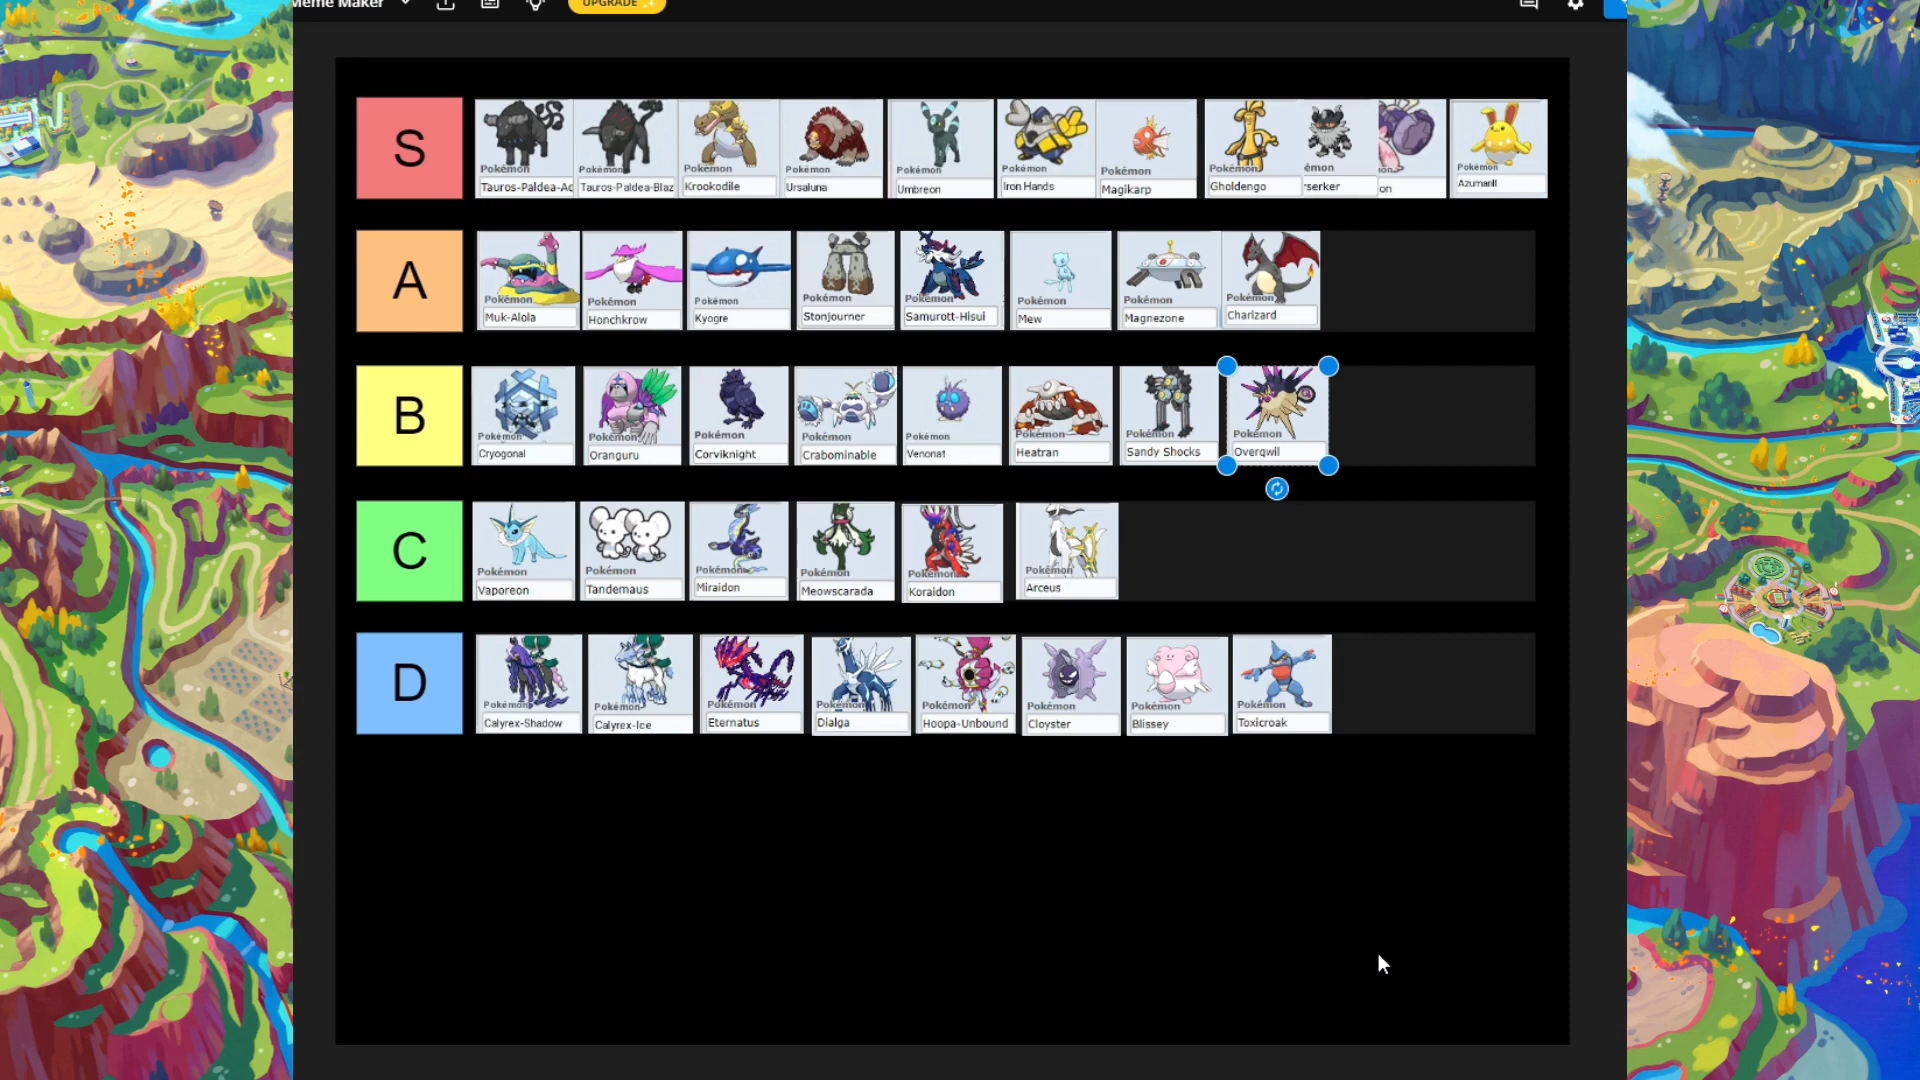 Meme Maker UPGRADE
S
Pokémon Pokémon Pokémon Pokémon Pokémon Pokémon Pokémon Pokémon émon Pokémon
Tauros-Paldea-Aq Tauros-Paldea-Blaz Krookodile Ursaluna Umbreon Iron Hands Magikarp Gholdengo rserker on Azumarill
A
Pokémon Pokémon Pokémon Pokémon Pokémon Pokémon Pokémon Pokémon
Muk-Alola Honchkrow Kyogre Stonjourner Samurott-Hisui Mew Magnezone Charizard
B
Pokémon Pokémon Pokémon Pokémon Pokémon Pokémon Pokémon Pokémon
Cryogonal Oranguru Corviknight Crabominable Venonat Heatran Sandy Shocks Overqwil
C
Pokémon Pokémon Pokémon Pokémon Pokémon Pokémon
Vaporeon Tandemaus Miraidon Meowscarada Koraidon Arceus
D
Pokémon Pokémon Pokémon Pokémon Pokémon Pokémon Pokémon Pokémon
Calyrex-Shadow Calyrex-Ice Eternatus Dialga Hoopa-Unbound Cloyster Blissey Toxicroak